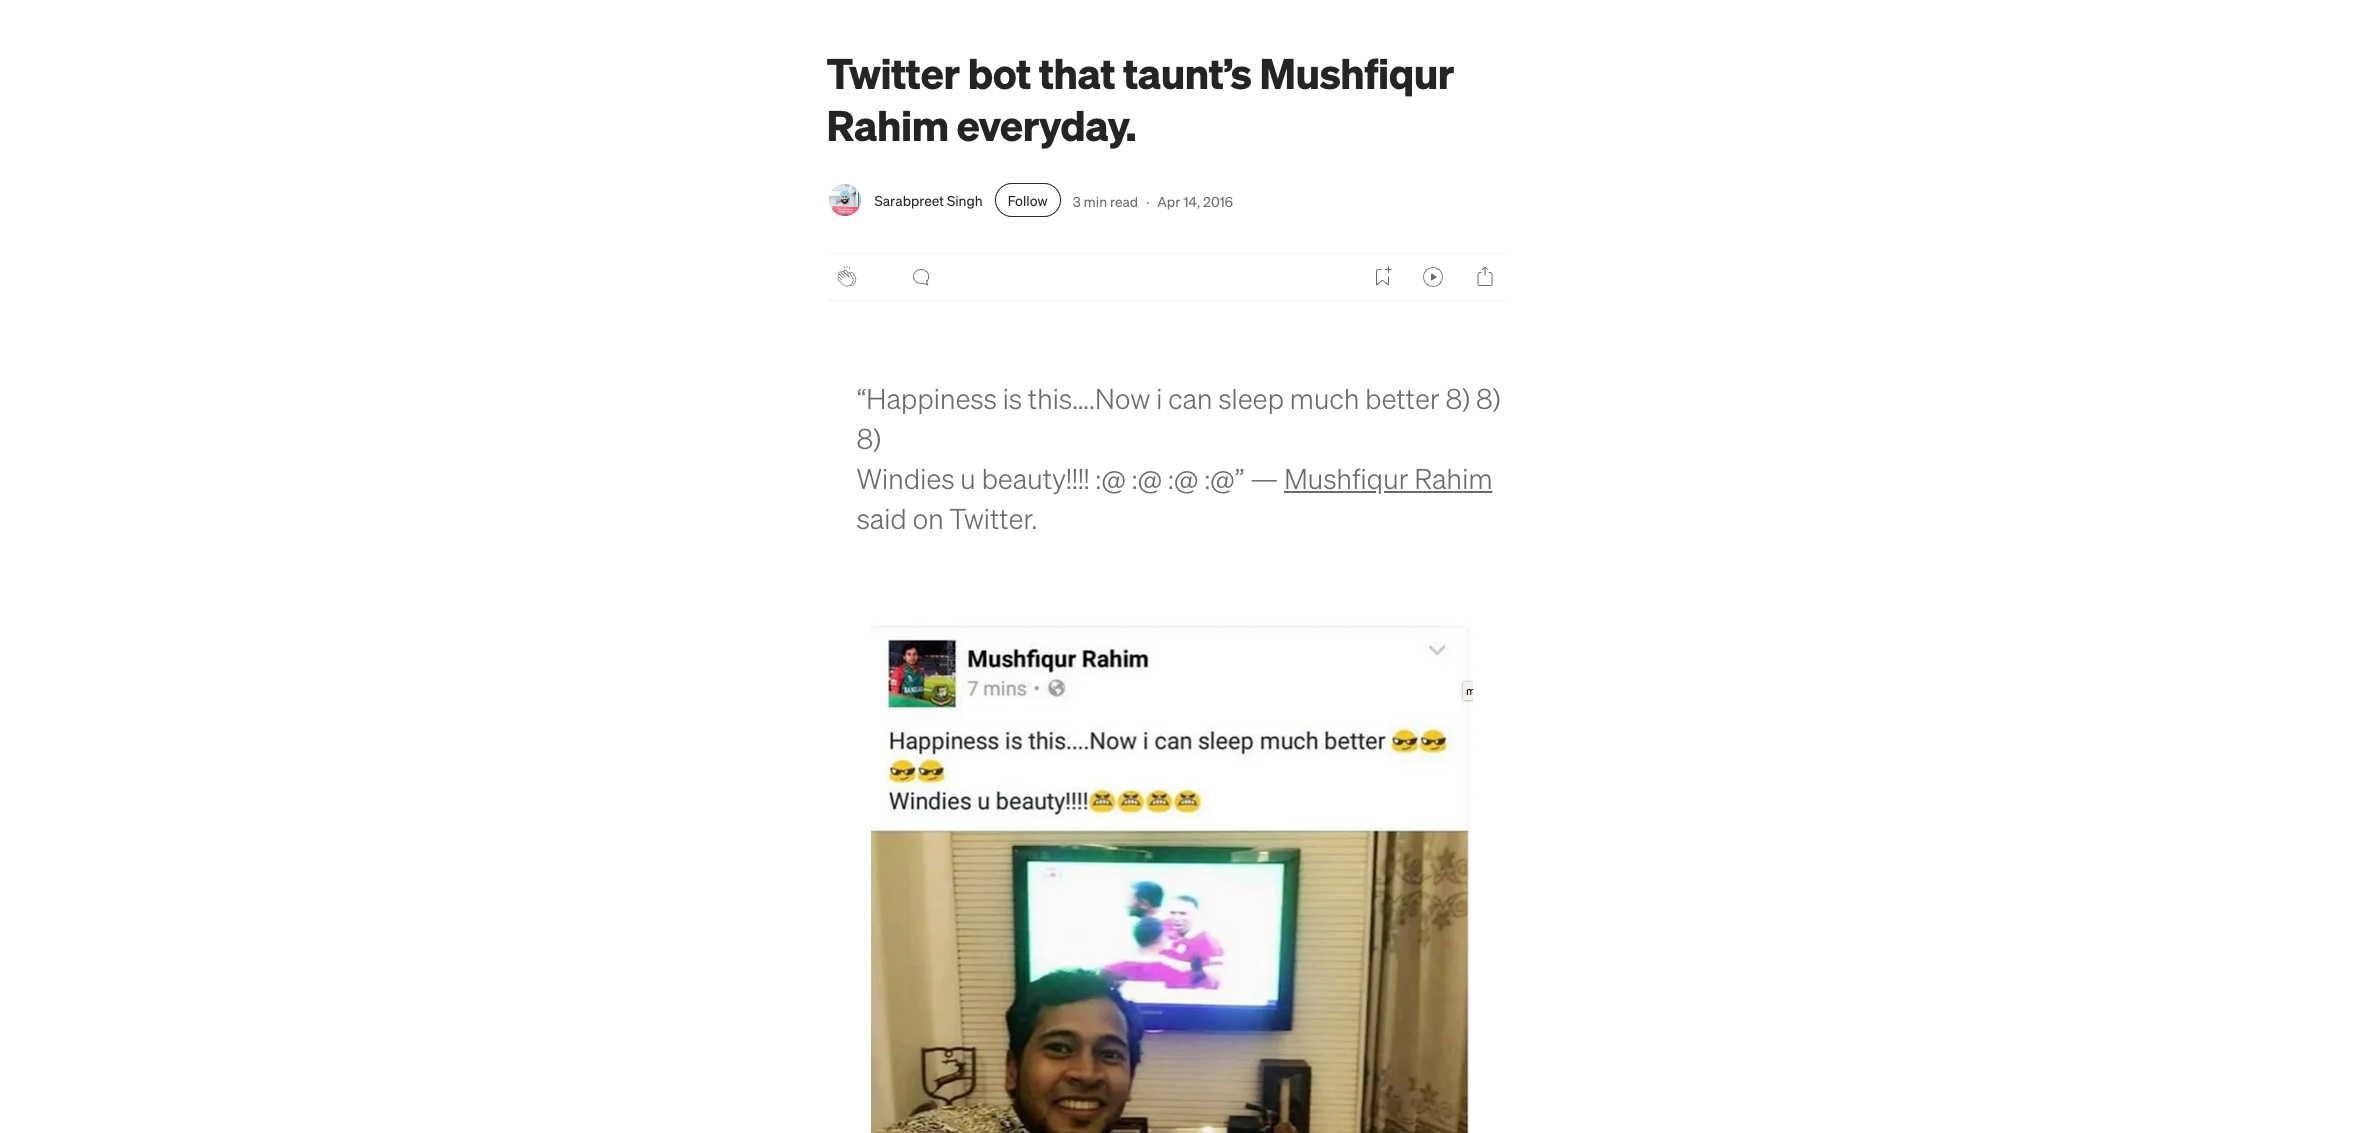 Twitter bot that taunt’s Mushfiqur
Rahim everyday.
Sarabpreet Singh Follow 3 min read · Apr 14, 2016
“Happiness is this....Now i can sleep much better 8) 8)
8)
Windies u beauty!!!! :@ :@ :@ :@” — Mushfiqur Rahim
said on Twitter.
Mushfiqur Rahim
7 mins ·
Happiness is this....Now i can sleep much better 😎😎
😎😎
Windies u beauty!!!!😠😠😠😠